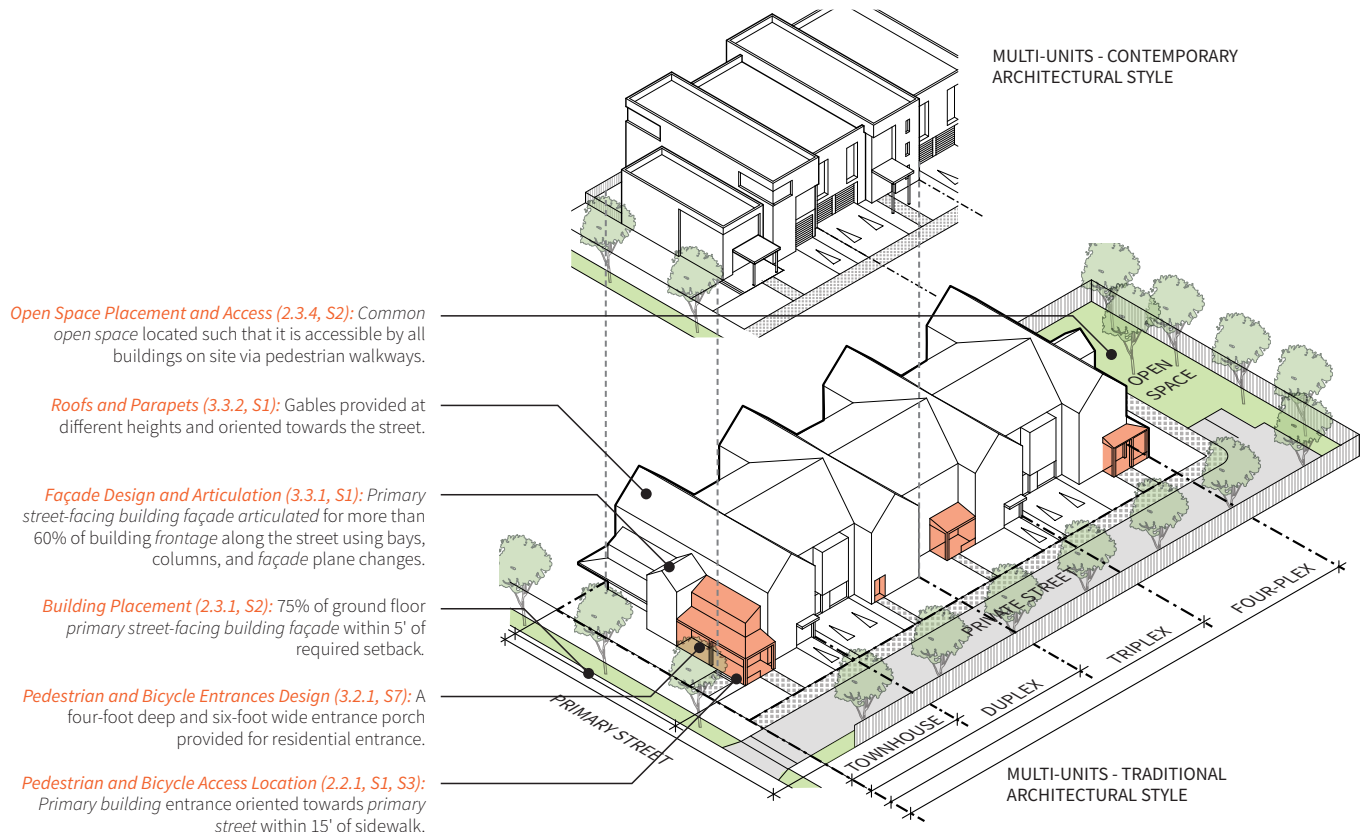 MULTI-UNITS - CONTEMPORARY
ARCHITECTURAL STYLE
Open Space Placement and Access (2.3.4, S2): Common
open space located such that it is accessible by all
buildings on site via pedestrian walkways.
Roofs and Parapets (3.3.2, S1): Gables provided at
different heights and oriented towards the street.
Façade Design and Articulation (3.3.1, S1): Primary
street-facing building façade articulated for more than
60% of building frontage along the street using bays,
columns, and façade plane changes.
Building Placement (2.3.1, S2): 75% of ground floor
primary street-facing building façade within 5' of
required setback.
Pedestrian and Bicycle Entrances Design (3.2.1, S7): A
four-foot deep and six-foot wide entrance porch
provided for residential entrance.
Pedestrian and Bicycle Access Location (2.2.1, S1, S3):
Primary building entrance oriented towards primary
street within 15' of sidewalk.
OPEN
SPACE
PRIVATE STREET
PRIMARY STREET
TOWNHOUSE
DUPLEX
TRIPLEX
FOUR-PLEX
MULTI-UNITS - TRADITIONAL
ARCHITECTURAL STYLE